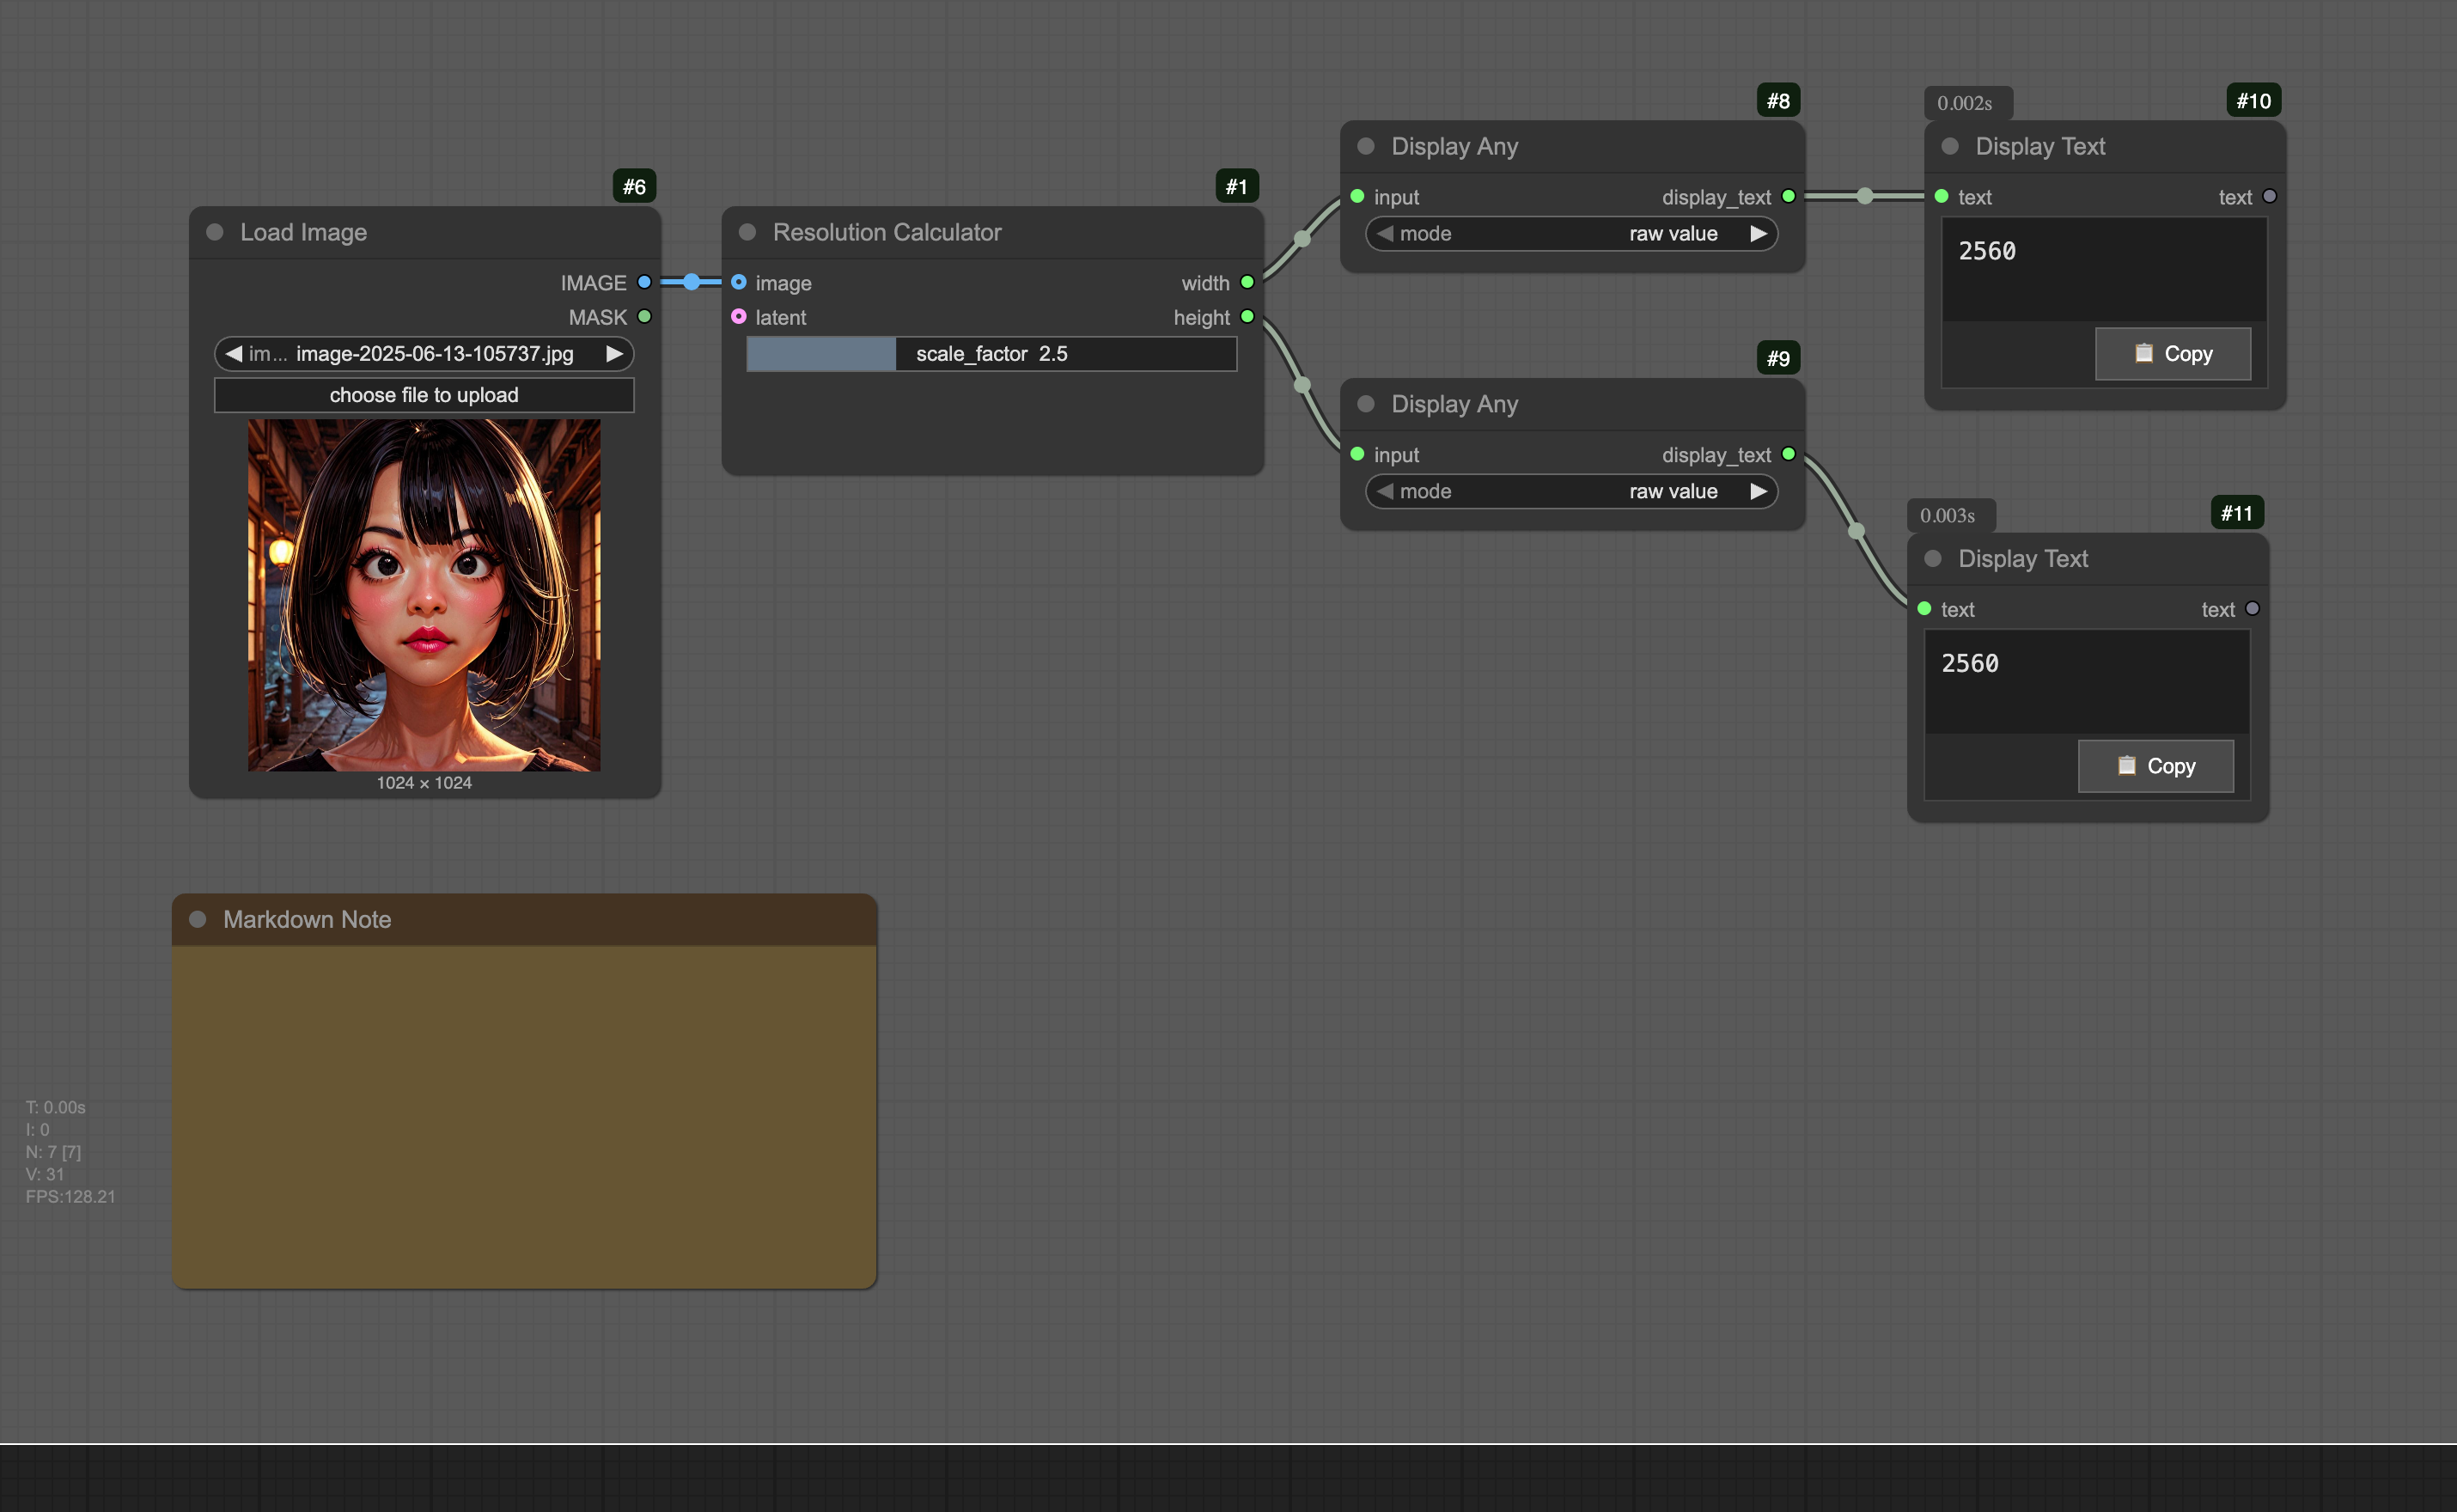 #6
Load Image
IMAGE
MASK
im... image-2025-06-13-105737.jpg
choose file to upload
1024 × 1024
#1
Resolution Calculator
image width
latent height
scale_factor 2.5
#8
Display Any
input display_text
mode raw value
#9
Display Any
input display_text
mode raw value
0.002s #10
Display Text
text text
2560
Copy
0.003s #11
Display Text
text text
2560
Copy
Markdown Note
T: 0.00s
I: 0
N: 7 [7]
V: 31
FPS:128.21